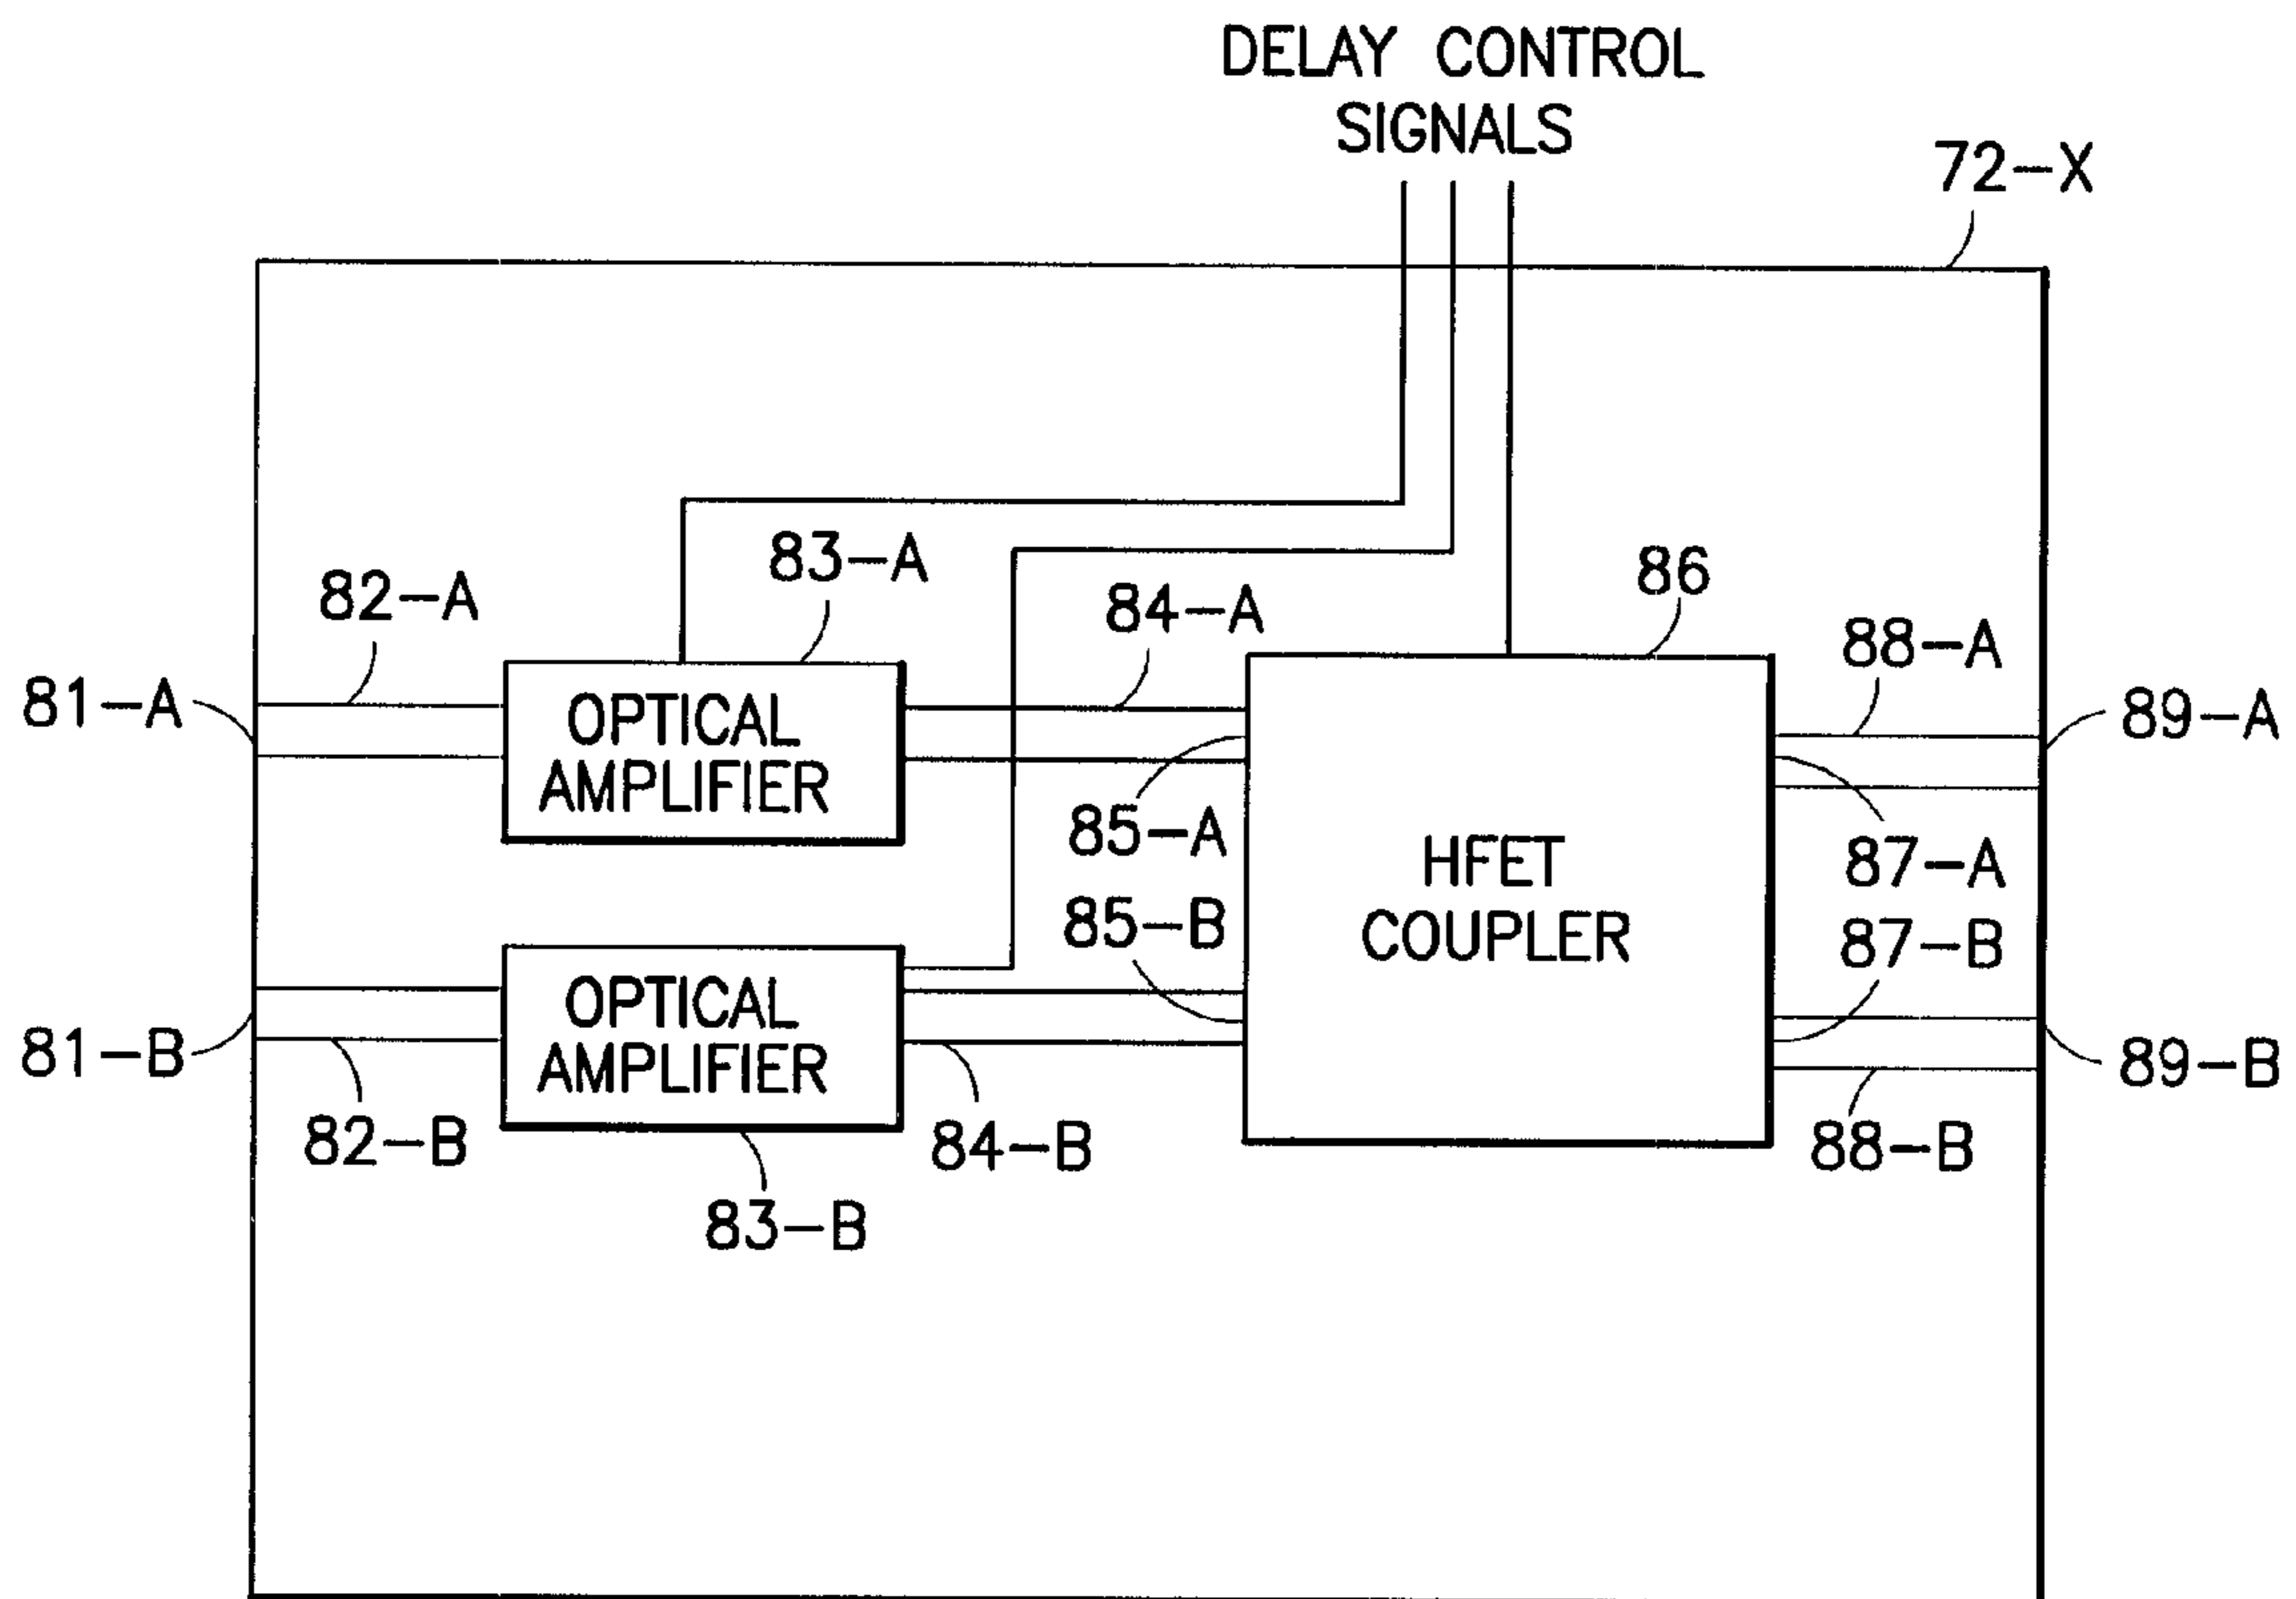 DELAY CONTROL
SIGNALS
72-X
83-A
86
82-A
84-A
88-A
81-A
89-A
OPTICAL
AMPLIFIER
85-A
HFET
COUPLER
87-A
85-B
87-B
OPTICAL
AMPLIFIER
81-B
89-B
82-B
84-B
88-B
83-B